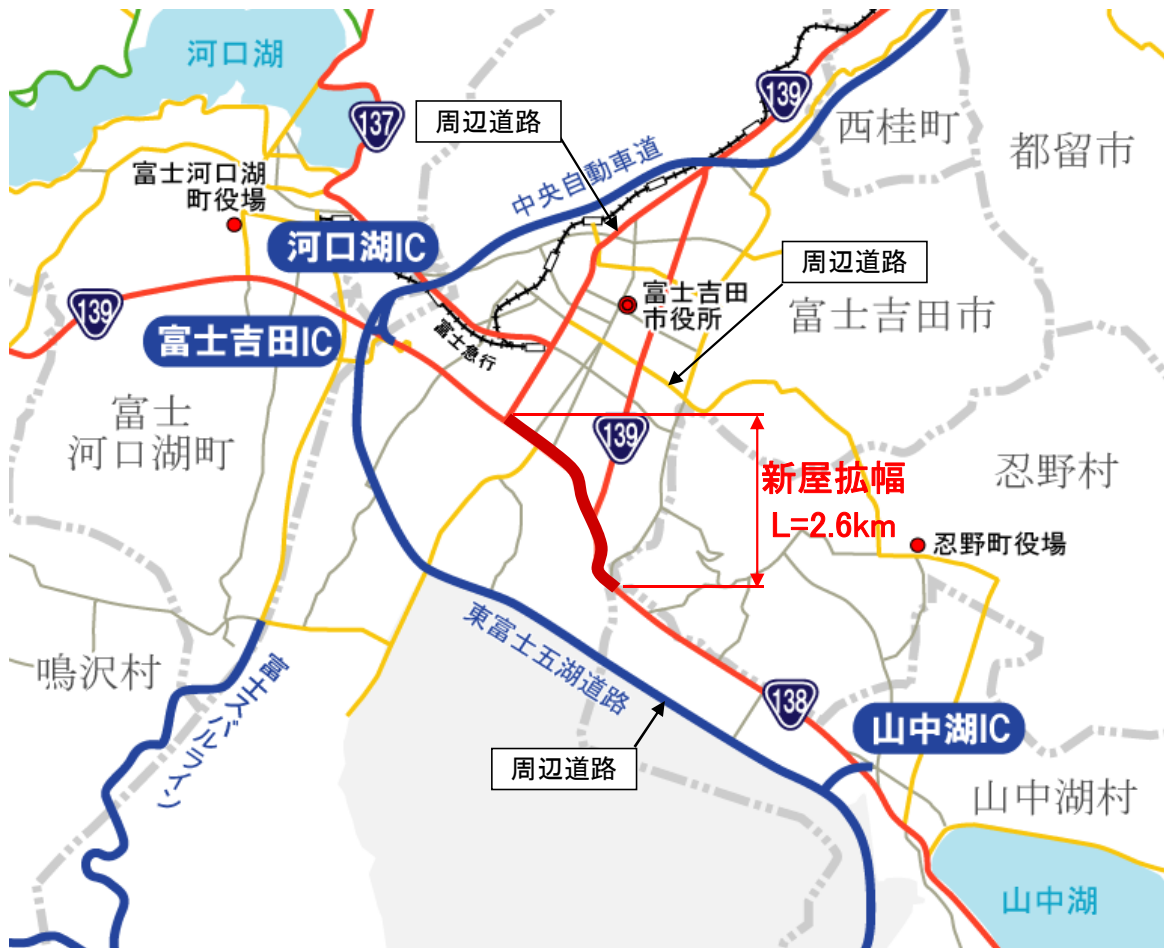 河口湖
137
周辺道路
139
西桂町
都留市
富士河口湖
町役場
中央自動車道
河口湖IC
周辺道路
139
富士吉田
市役所
富士吉田市
富士吉田IC
富士急行
富士
河口湖町
139
新屋拡幅
L=2.6km
忍野村
忍野町役場
東富士五湖道路
鳴沢村
富士スバルライン
138
山中湖IC
周辺道路
山中湖村
山中湖